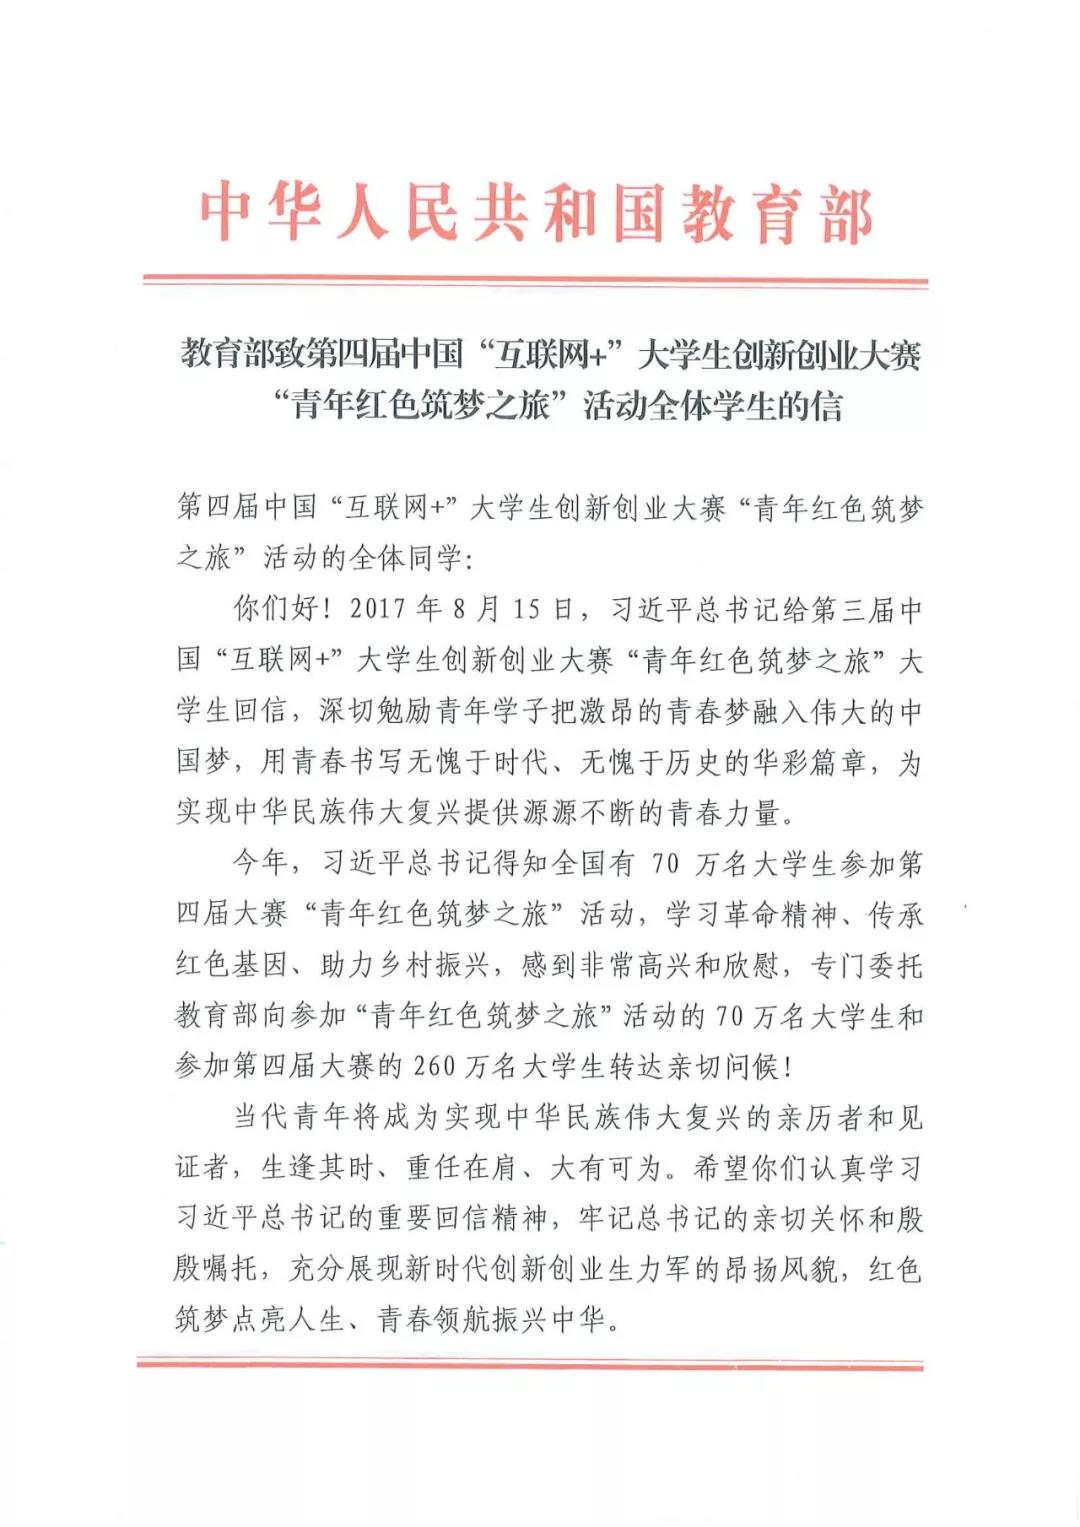 中华人民共和国教育部
教育部致第四届中国“互联网+”大学生创新创业大赛
“青年红色筑梦之旅”活动全体学生的信
第四届中国“互联网+”大学生创新创业大赛“青年红色筑梦
之旅”活动的全体同学:
你们好! 2017 年 8 月 15 日, 习近平总书记给第三届中
国“互联网+”大学生创新创业大赛“青年红色筑梦之旅”大
学生回信, 深切勉励青年学子把激昂的青春梦融入伟大的中
国梦, 用青春书写无愧于时代、无愧于历史的华彩篇章, 为
实现中华民族伟大复兴提供源源不断的青春力量。
今年, 习近平总书记得知全国有 70 万名大学生参加第
四届大赛“青年红色筑梦之旅”活动, 学习革命精神、传承
红色基因、助力乡村振兴, 感到非常高兴和欣慰, 专门委托
教育部向参加“青年红色筑梦之旅”活动的 70 万名大学生和
参加第四届大赛的 260 万名大学生转达亲切问候!
当代青年将成为实现中华民族伟大复兴的亲历者和见
证者, 生逢其时、重任在肩、大有可为。希望你们认真学习
习近平总书记的重要回信精神, 牢记总书记的亲切关怀和殷
殷嘱托, 充分展现新时代创新创业生力军的昂扬风貌, 红色
筑梦点亮人生、青春领航振兴中华。